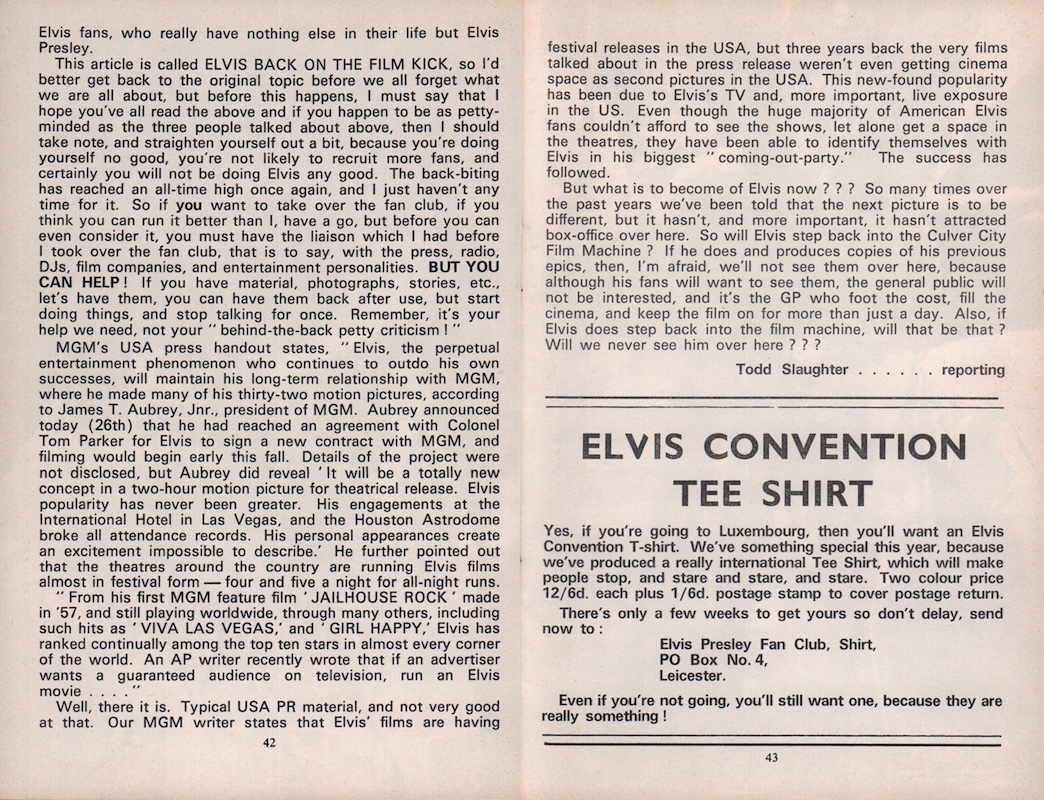 Elvis fans, who really have nothing else in their life but Elvis
Presley.
This article is called ELVIS BACK ON THE FILM KICK, so I'd
better get back to the original topic before we all forget what
we are all about, but before this happens, I must say that I
hope you've all read the above and if you happen to be as petty-
minded as the three people talked about above, then I should
take note, and straighten yourself out a bit, because you're doing
yourself no good, you're not likely to recruit more fans, and
certainly you will not be doing Elvis any good. The back-biting
has reached an all-time high once again, and I just haven't any
time for it. So if you want to take over the fan club, if you
think you can run it better than I, have a go, but before you can
even consider it, you must have the liaison which I had before
I took over the fan club, that is to say, with the press, radio,
DJs, film companies, and entertainment personalities. BUT YOU
CAN HELP! If you have material, photographs, stories, etc.,
let's have them, you can have them back after use, but start
doing things, and stop talking for once. Remember, it's your
help we need, not your "behind-the-back petty criticism!"
MGM's USA press handout states, "Elvis, the perpetual
entertainment phenomenon who continues to outdo his own
successes, will maintain his long-term relationship with MGM,
where he made many of his thirty-two motion pictures, according
to James T. Aubrey, Jnr., president of MGM. Aubrey announced
today (26th) that he had reached an agreement with Colonel
Tom Parker for Elvis to sign a new contract with MGM, and
filming would begin early this fall. Details of the project were
not disclosed, but Aubrey did reveal 'It will be a totally new
concept in a two-hour motion picture for theatrical release. Elvis
popularity has never been greater. His engagements at the
International Hotel in Las Vegas, and the Houston Astrodome
broke all attendance records. His personal appearances create
an excitement impossible to describe.' He further pointed out
that the theatres around the country are running Elvis films
almost in festival form — four and five a night for all-night runs.
"From his first MGM feature film 'JAILHOUSE ROCK' made
in '57, and still playing worldwide, through many others, including
such hits as 'VIVA LAS VEGAS,' and 'GIRL HAPPY,' Elvis has
ranked continually among the top ten stars in almost every corner
of the world. An AP writer recently wrote that if an advertiser
wants a guaranteed audience on television, run an Elvis
movie . . . ."
Well, there it is. Typical USA PR material, and not very good
at that. Our MGM writer states that Elvis' films are having
42
festival releases in the USA, but three years back the very films
talked about in the press release weren't even getting cinema
space as second pictures in the USA. This new-found popularity
has been due to Elvis's TV and, more important, live exposure
in the US. Even though the huge majority of American Elvis
fans couldn't afford to see the shows, let alone get a space in
the theatres, they have been able to identify themselves with
Elvis in his biggest "coming-out-party." The success has
followed.
But what is to become of Elvis now ? ? ? So many times over
the past years we've been told that the next picture is to be
different, but it hasn't, and more important, it hasn't attracted
box-office over here. So will Elvis step back into the Culver City
Film Machine ? If he does and produces copies of his previous
epics, then, I'm afraid, we'll not see them over here, because
although his fans will want to see them, the general public will
not be interested, and it's the GP who foot the cost, fill the
cinema, and keep the film on for more than just a day. Also, if
Elvis does step back into the film machine, will that be that ?
Will we never see him over here ? ? ?
Todd Slaughter . . . . . . reporting
ELVIS CONVENTION
TEE SHIRT
Yes, if you're going to Luxembourg, then you'll want an Elvis
Convention T-shirt. We've something special this year, because
we've produced a really international Tee Shirt, which will make
people stop, and stare and stare, and stare. Two colour price
12/6d. each plus 1/6d. postage stamp to cover postage return.
There's only a few weeks to get yours so don't delay, send
now to :
Elvis Presley Fan Club, Shirt,
PO Box No. 4,
Leicester.
Even if you're not going, you'll still want one, because they are
really something !
43